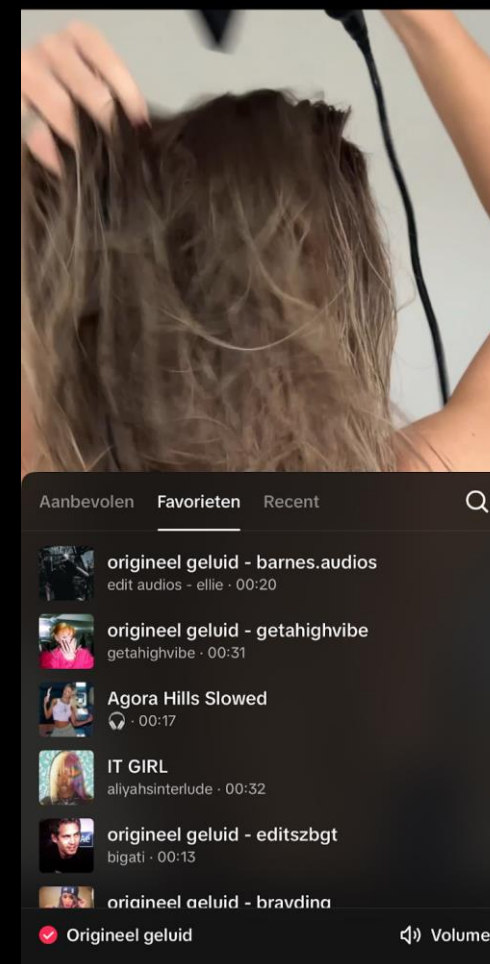 Aanbevolen Favorieten Recent
origineel geluid - barnes.audios
edit audios - ellie · 00:20
origineel geluid - getahighvibe
getahighvibe · 00:31
Agora Hills Slowed
🎧 · 00:17
IT GIRL
aliyahsinterlude · 00:32
origineel geluid - editszbgt
bigati · 00:13
origineel geluid - brayding
Origineel geluid Volume